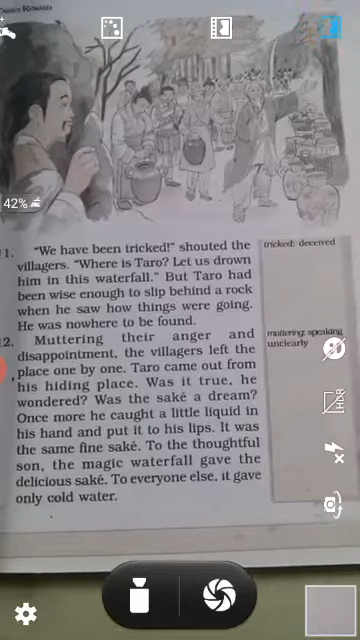 TARO'S REWARD
42%
11. "We have been tricked!" shouted the
villagers. "Where is Taro? Let us drown
him in this waterfall." But Taro had
been wise enough to slip behind a rock
when he saw how things were going.
He was nowhere to be found.
tricked: deceived
12. Muttering their anger and
disappointment, the villagers left the
place one by one. Taro came out from
his hiding place. Was it true, he
wondered? Was the saké a dream?
Once more he caught a little liquid in
his hand and put it to his lips. It was
the same fine saké. To the thoughtful
son, the magic waterfall gave the
delicious saké. To everyone else, it gave
only cold water.
muttering: speaking
unclearly
HDR